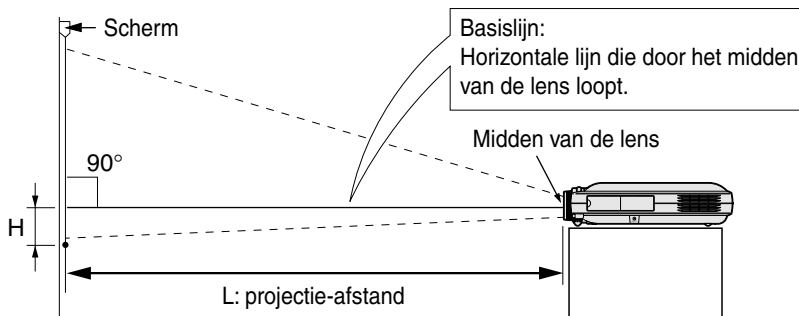 Scherm
Basislijn:
Horizontale lijn die door het midden
van de lens loopt.
Midden van de lens
90°
H
L: projectie-afstand